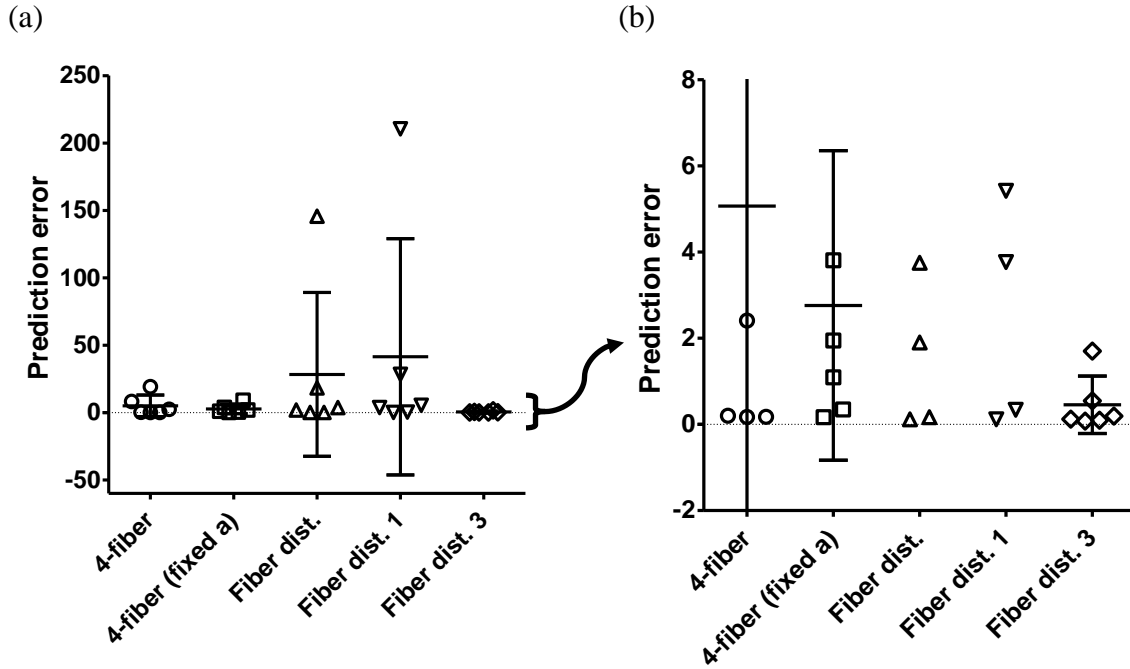 (a)
(b)
Prediction error
250
200
150
100
50
0
-50
4-fiber
4-fiber (fixed a)
Fiber dist.
Fiber dist. 1
Fiber dist. 3
Prediction error
8
6
4
2
0
-2
4-fiber
4-fiber (fixed a)
Fiber dist.
Fiber dist. 1
Fiber dist. 3